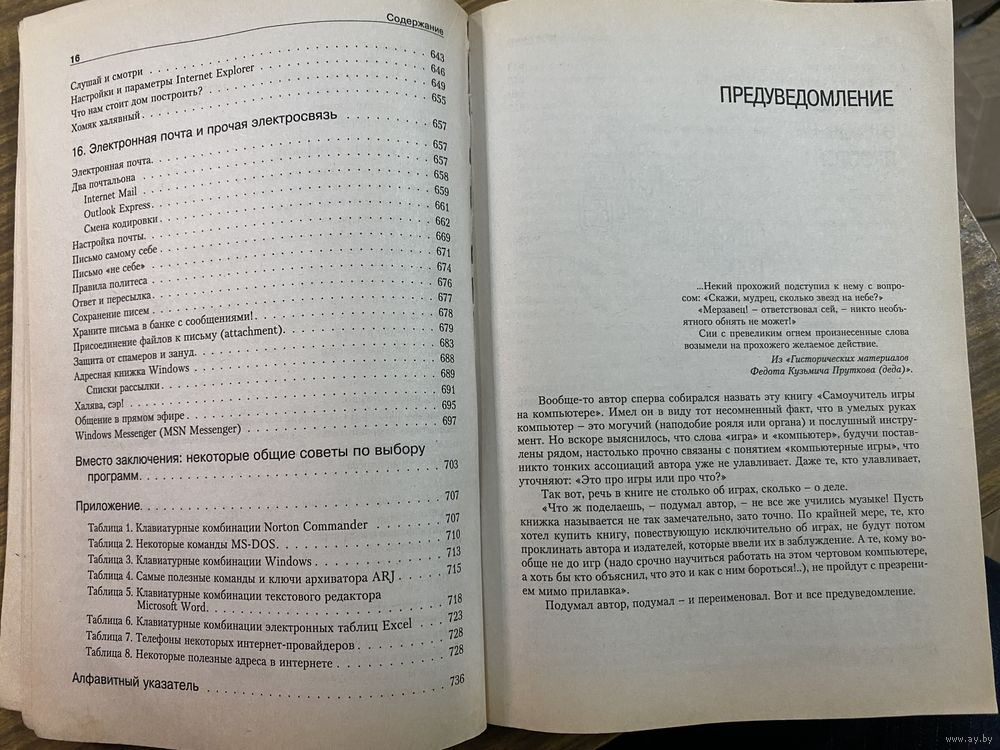 16
Содержание
Слушай и смотри . . . . . . . . . . . . . . . . . . . . . . . . 643
Настройки и параметры Internet Explorer . . . . . . . . . . . . . . 646
Что нам стоит дом построить? . . . . . . . . . . . . . . . . . . . 649
Хомяк халявный . . . . . . . . . . . . . . . . . . . . . . . . 655
16. Электронная почта и прочая электросвязь . . . . . . . . . 657
Электронная почта. . . . . . . . . . . . . . . . . . . . . . . . 657
Два почтальона . . . . . . . . . . . . . . . . . . . . . . . . 657
Internet Mail . . . . . . . . . . . . . . . . . . . . . . . . 658
Outlook Express. . . . . . . . . . . . . . . . . . . . . . . . 659
Смена кодировки . . . . . . . . . . . . . . . . . . . . . . . . 661
Настройка почты. . . . . . . . . . . . . . . . . . . . . . . . 662
Письмо самому себе . . . . . . . . . . . . . . . . . . . . . . . 669
Письмо «не себе» . . . . . . . . . . . . . . . . . . . . . . . . 671
Правила политеса . . . . . . . . . . . . . . . . . . . . . . . . 674
Ответ и пересылка. . . . . . . . . . . . . . . . . . . . . . . . 676
Сохранение писем . . . . . . . . . . . . . . . . . . . . . . . . 677
Храните письма в банке с сообщениями! . . . . . . . . . . . . . . 678
Присоединение файлов к письму (attachment). . . . . . . . . . . . 679
Защита от спамеров и зануд. . . . . . . . . . . . . . . . . . . . 683
Адресная книжка Windows . . . . . . . . . . . . . . . . . . . . 688
Списки рассылки . . . . . . . . . . . . . . . . . . . . . . . . 689
Халява, сэр! . . . . . . . . . . . . . . . . . . . . . . . . 691
Общение в прямом эфире . . . . . . . . . . . . . . . . . . . . . 695
Windows Messenger (MSN Messenger) . . . . . . . . . . . . . . . . 697
Вместо заключения: некоторые общие советы по выбору
программ. . . . . . . . . . . . . . . . . . . . . . . . 703
Приложение. . . . . . . . . . . . . . . . . . . . . . . . 707
Таблица 1. Клавиатурные комбинации Norton Commander . . . . . . . 707
Таблица 2. Некоторые команды MS-DOS. . . . . . . . . . . . . . . 710
Таблица 3. Клавиатурные комбинации Windows . . . . . . . . . . . 713
Таблица 4. Самые полезные команды и ключи архиватора ARJ . . . . 715
Таблица 5. Клавиатурные комбинации текстового редактора
Microsoft Word. . . . . . . . . . . . . . . . . . . . . . . . 718
Таблица 6. Клавиатурные комбинации электронных таблиц Excel . . . 723
Таблица 7. Телефоны некоторых интернет-провайдеров . . . . . . . 728
Таблица 8. Некоторые полезные адреса в интернете . . . . . . . . 728
Алфавитный указатель . . . . . . . . . . . . . . . . . . . . . . 736
ПРЕДУВЕДОМЛЕНИЕ
...Некий прохожий подступил к нему с вопро-
сом: «Скажи, мудрец, сколько звезд на небе?»
«Мерзавец! – ответствовал сей, – никто необъ-
ятного обнять не может!»
Сии с превеликим огнем произнесенные слова
возымели на прохожего желаемое действие.
Из «Гисторических материалов
Федота Кузьмича Пруткова (деда)».
Вообще-то автор сперва собирался назвать эту книгу «Самоучитель игры
на компьютере». Имел он в виду тот несомненный факт, что в умелых руках
компьютер – это могучий (наподобие рояля или органа) и послушный инстру-
мент. Но вскоре выяснилось, что слова «игра» и «компьютер», будучи постав-
лены рядом, настолько прочно связаны с понятием «компьютерные игры», что
никто тонких ассоциаций автора уже не улавливает. Даже те, кто улавливает,
уточняют: «Это про игры или про что?»
Так вот, речь в книге не столько об играх, сколько – о деле.
«Что ж поделаешь, – подумал автор, – не все же учились музыке! Пусть
книжка называется не так замечательно, зато точно. По крайней мере, те, кто
хотел купить книгу, повествующую исключительно об играх, не будут потом
проклинать автора и издателей, которые ввели их в заблуждение. А те, кому во-
обще не до игр (надо срочно научиться работать на этом чертовом компьютере,
а хоть бы кто объяснил, что это и как с ним бороться!..), не пройдут с презрени-
ем мимо прилавка».
Подумал автор, подумал – и переименовал. Вот и все предуведомление.
www.ay.by